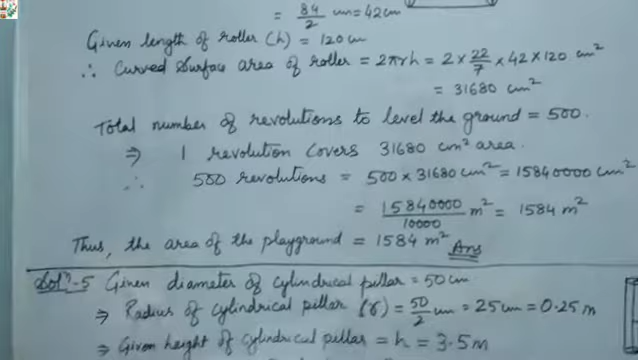 = 84/2 cm = 42cm
Given length of roller (h) = 120 cm
∴ Curved Surface area of roller = 2πrh = 2 × 22/7 × 42 × 120 cm²
= 31680 cm²
Total number of revolutions to level the ground = 500.
⇒ 1 revolution covers 31680 cm² area.
∴ 500 revolutions = 500 × 31680 cm² = 15840000 cm²
= 15840000/10000 m² = 1584 m²
Thus, the area of the playground = 1584 m² Ans
Solⁿ-5 Given diameter of cylindrical pillar = 50 cm
⇒ Radius of cylindrical pillar (r) = 50/2 cm = 25 cm = 0.25 m
⇒ Given height of cylindrical pillar = h = 3.5m